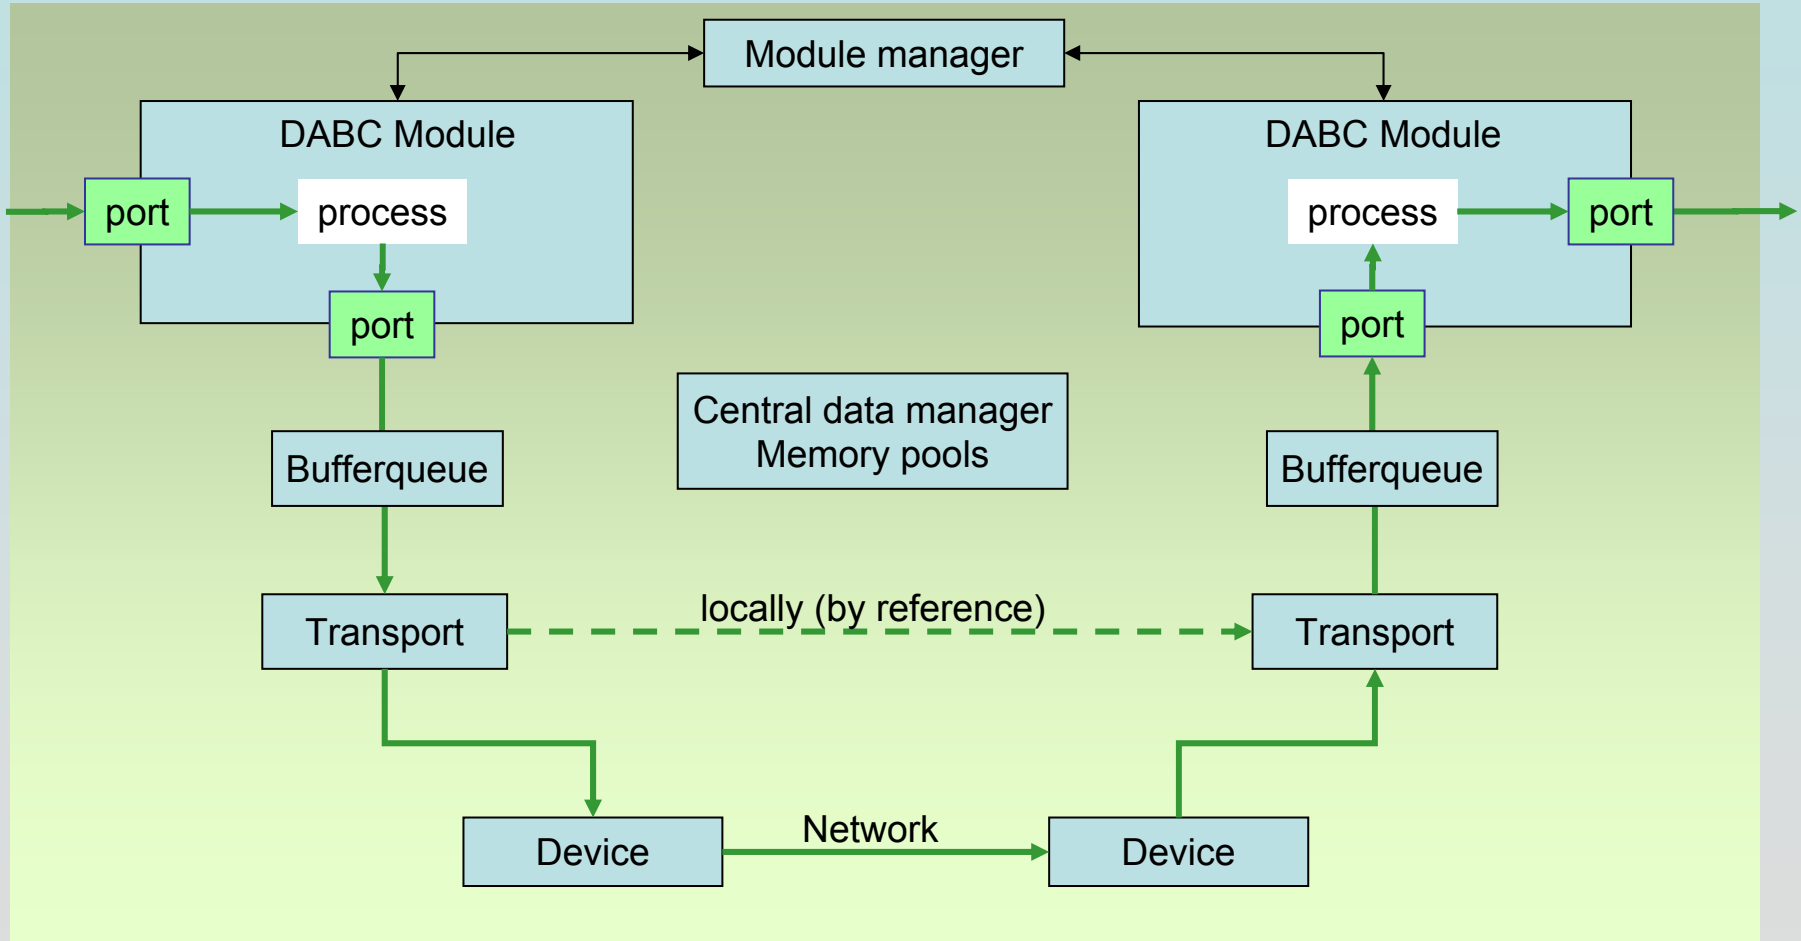 Module manager
DABC Module
DABC Module
port
process
process
port
port
port
Central data manager
Memory pools
Bufferqueue
Bufferqueue
locally (by reference)
Transport
Transport
Network
Device
Device